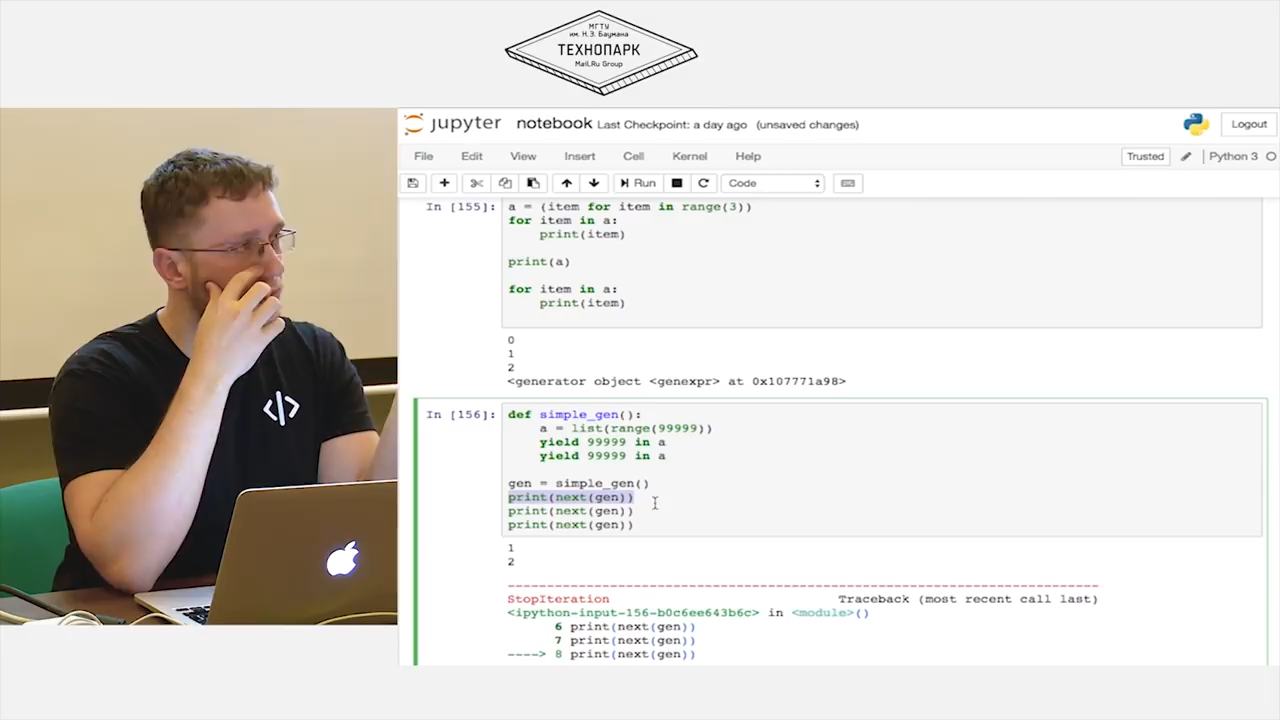 МГТУ
им. Н.Э. Баумана
ТЕХНОПАРК
Mail.Ru Group
jupyter notebook Last Checkpoint: a day ago (unsaved changes)
Logout
File Edit View Insert Cell Kernel Help
Trusted
Python 3
Run
Code
In [155]: a = (item for item in range(3))
for item in a:
    print(item)
print(a)
for item in a:
    print(item)
0
1
2
<generator object <genexpr> at 0x107771a98>
In [156]: def simple_gen():
    a = list(range(99999))
    yield 99999 in a
    yield 99999 in a
gen = simple_gen()
print(next(gen))
print(next(gen))
print(next(gen))
1
2
---------------------------------------------------------------------------
StopIteration Traceback (most recent call last)
<ipython-input-156-b0c6ee643b6c> in <module>()
6 print(next(gen))
7 print(next(gen))
----> 8 print(next(gen))